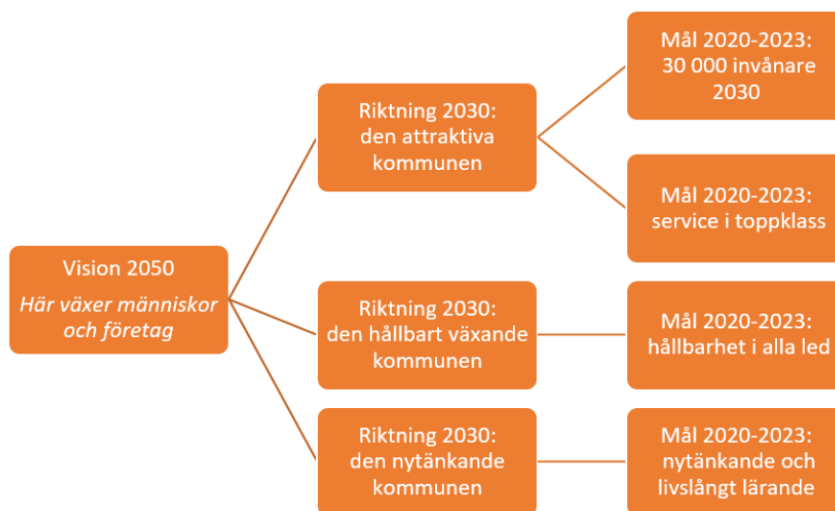 Vision 2050
Här växer människor
och företag
Riktning 2030:
den attraktiva
kommunen
Mål 2020-2023:
30 000 invånare
2030
Mål 2020-2023:
service i toppklass
Riktning 2030:
den hållbart växande
kommunen
Mål 2020-2023:
hållbarhet i alla led
Riktning 2030:
den nytänkande
kommunen
Mål 2020-2023:
nytänkande och
livslångt lärande